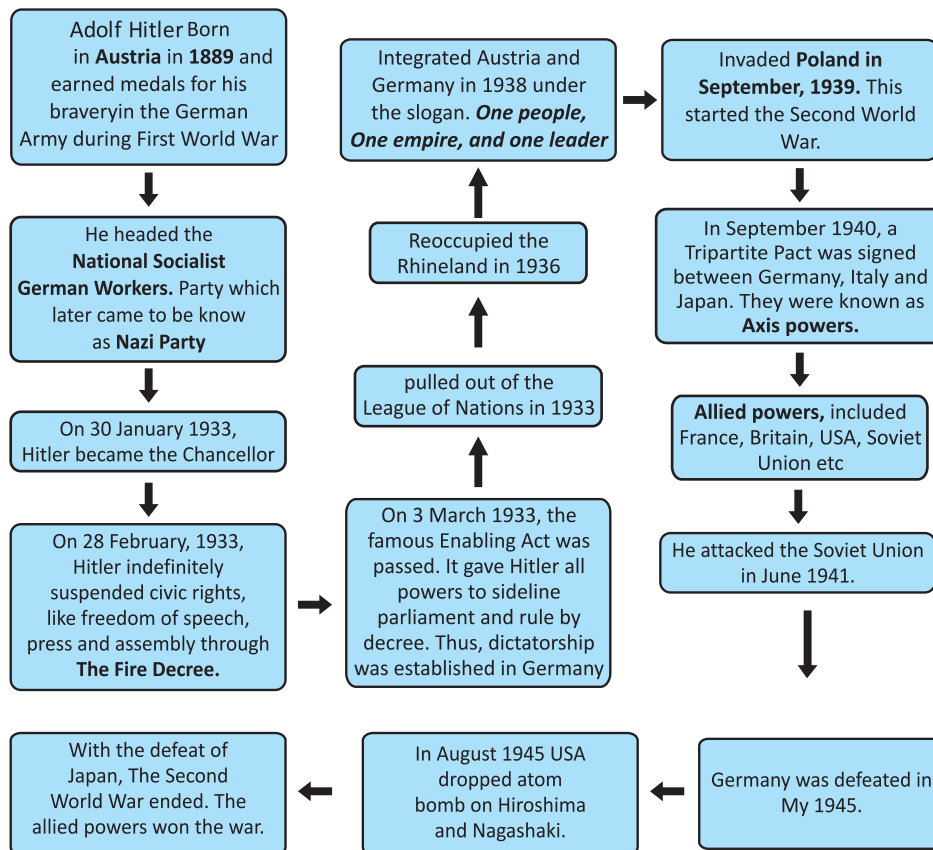 Adolf Hitler Born
in Austria in 1889 and
earned medals for his
braveryin the German
Army during First World War
He headed the
National Socialist
German Workers. Party which
later came to be know
as Nazi Party
On 30 January 1933,
Hitler became the Chancellor
On 28 February, 1933,
Hitler indefinitely
suspended civic rights,
like freedom of speech,
press and assembly through
The Fire Decree.
On 3 March 1933, the
famous Enabling Act was
passed. It gave Hitler all
powers to sideline
parliament and rule by
decree. Thus, dictatorship
was established in Germany
pulled out of the
League of Nations in 1933
Reoccupied the
Rhineland in 1936
Integrated Austria and
Germany in 1938 under
the slogan. One people,
One empire, and one leader
Invaded Poland in
September, 1939. This
started the Second World
War.
In September 1940, a
Tripartite Pact was signed
between Germany, Italy and
Japan. They were known as
Axis powers.
Allied powers, included
France, Britain, USA, Soviet
Union etc
He attacked the Soviet Union
in June 1941.
Germany was defeated in
My 1945.
In August 1945 USA
dropped atom
bomb on Hiroshima
and Nagashaki.
With the defeat of
Japan, The Second
World War ended. The
allied powers won the war.